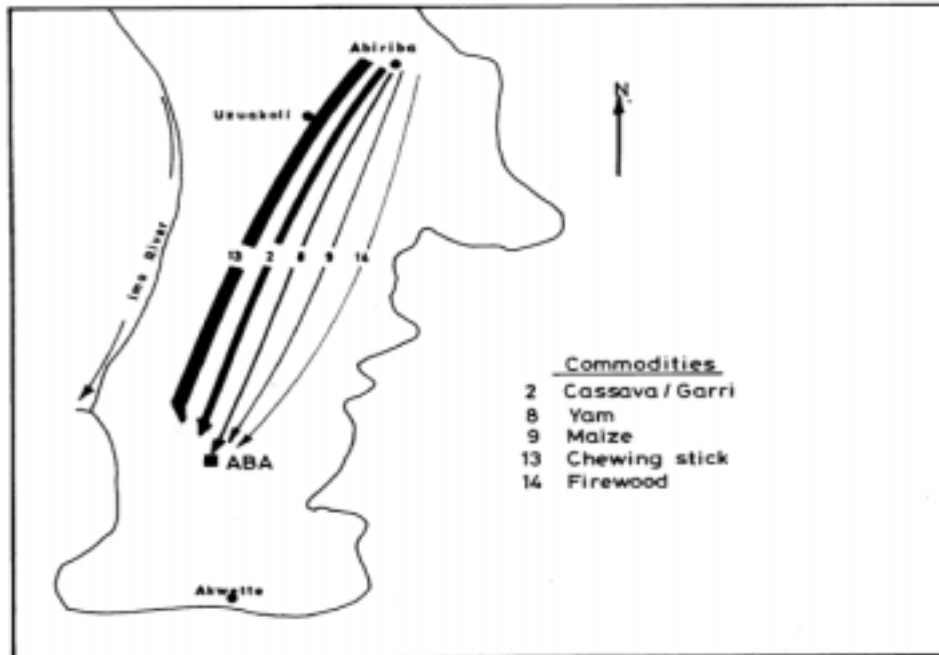 Abiriba
N
Uzuakoli
Imo River
13 2 8 9 14
Commodities
2 Cassava / Garri
8 Yam
9 Maize
13 Chewing stick
14 Firewood
ABA
Akwette